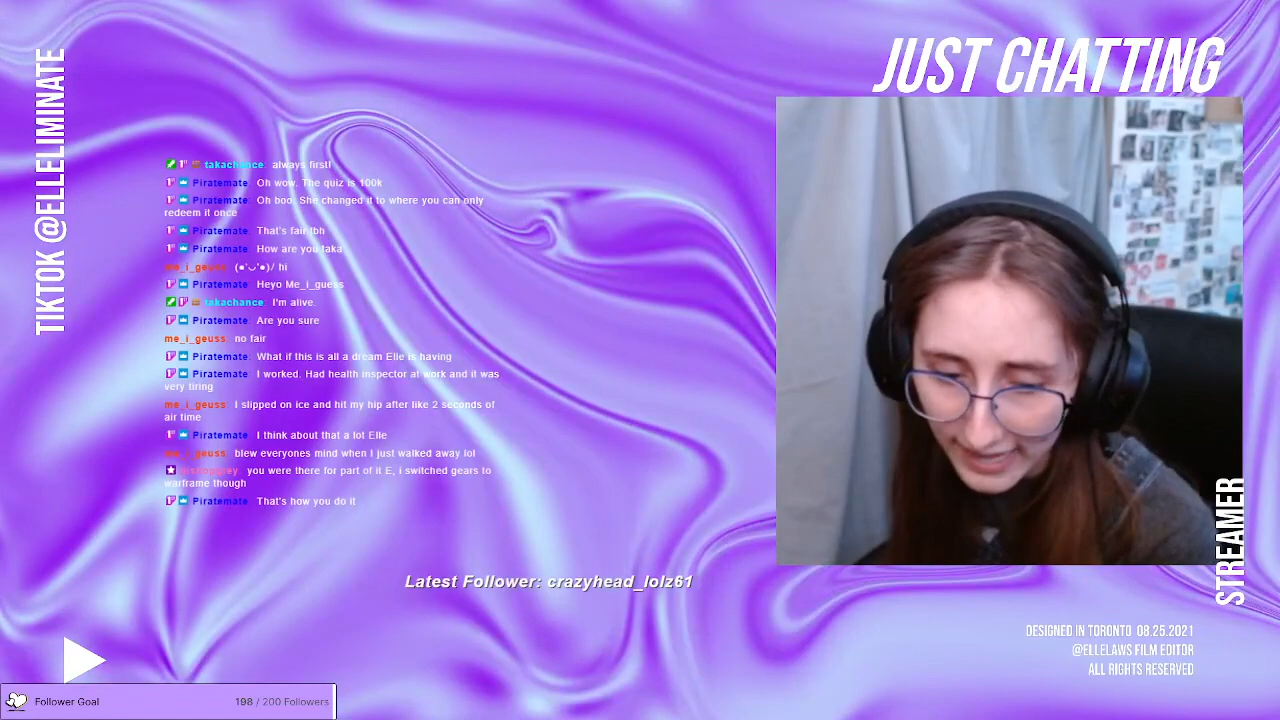 JUST CHATTING
TIKTOK @ELLELIMINATE
takachance: always first!
Piratemate: Oh wow. The quiz is 100k
Piratemate: Oh boo. She changed it to where you can only
redeem it once
Piratemate: That's fair tbh
Piratemate: How are you taka
me_i_geuss: (●'◡'●)ﾉ hi
Piratemate: Heyo Me_i_guess
takachance: I'm alive.
Piratemate: Are you sure
me_i_geuss: no fair
Piratemate: What if this is all a dream Elle is having
Piratemate: I worked. Had health inspector at work and it was
very tiring
me_i_geuss: I slipped on ice and hit my hip after like 2 seconds of
air time
Piratemate: I think about that a lot Elle
me_i_geuss: blew everyones mind when I just walked away lol
you were there for part of it E, i switched gears to
warframe though
Piratemate: That's how you do it
Latest Follower: crazyhead_lolz61
STREAMER
DESIGNED IN TORONTO 08.25.2021
@ELLELAWS FILM EDITOR
ALL RIGHTS RESERVED
Follower Goal 198 / 200 Followers